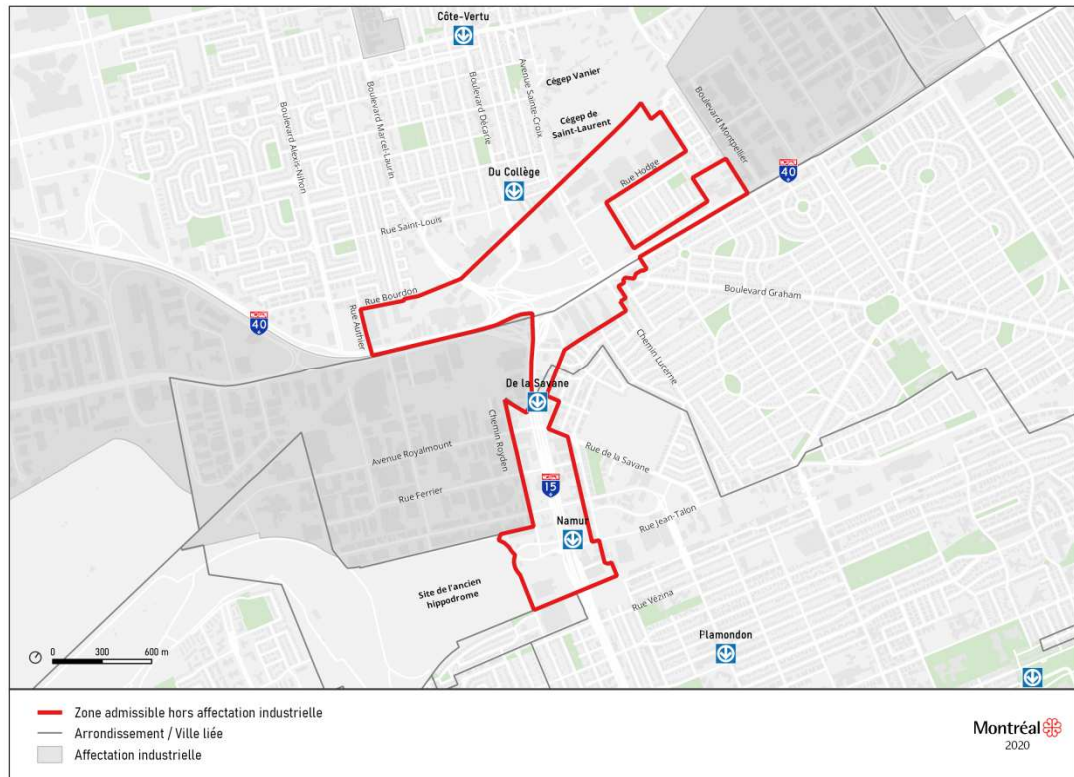 Côte-Vertu
Cégep Vanier
Avenue Sainte-Croix
Boulevard Décarie
Boulevard Marcel-Laurin
Boulevard Alexis-Nihon
Cégep de
Saint-Laurent
Boulevard Montpellier
Rue Hodge
40
Du Collège
Rue Saint-Louis
Rue Bourdon
Rue Authier
40
Boulevard Graham
Chemin Lucerne
De la Savane
Chemin Royden
Avenue Royalmount
Rue Ferrier
Rue de la Savane
15
Namur
Rue Jean-Talon
Site de l'ancien
hippodrome
Rue Vézina
Plamondon
0 300 600 m
Zone admissible hors affectation industrielle
Arrondissement / Ville liée
Affectation industrielle
Montréal
2020